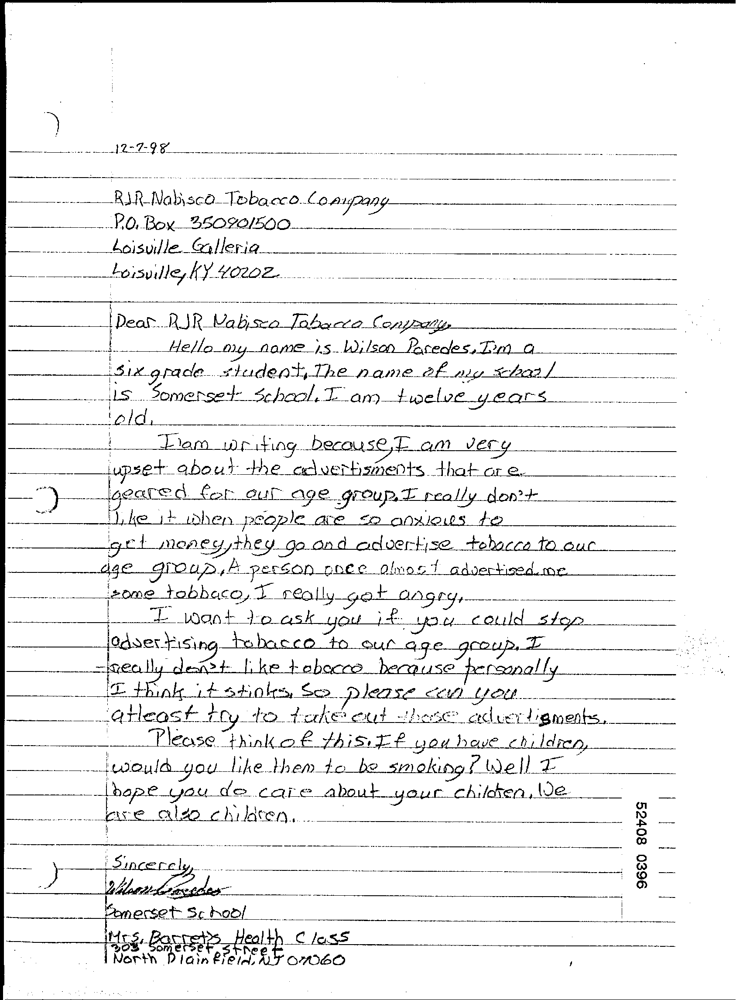 12-7-98
RJR Nabisco Tobacco Company
P.O. Box 350901500
Loisville Galleria
Loisville, KY 40202
Dear RJR Nabisco Tobacco Company,
Hello my name is Wilson Paredes, I'm a
six grade student, The name of my school
is Somerset School. I am twelve years
old.
I am writing because, I am very
upset about the advertisments that are
geared for our age group. I really don't
like it when people are so anxious to
get money, they go and advertise tobacco to our
age group, A person once almost advertised me
some tobbaco, I really got angry.
I want to ask you if you could stop
advertising tobacco to our age group. I
really don't like tobacco because personally
I think it stinks. So please can you
atleast try to take out those advertisments.
Please think of this. If you have children,
would you like them to be smoking? Well I
hope you do care about your children. We
are also children.
Sincerely,
Wilson Paredes
Somerset School
Mrs. Barret's Health Class
303 Somerset Street
North Plainfield, NJ 07060
52408 0396